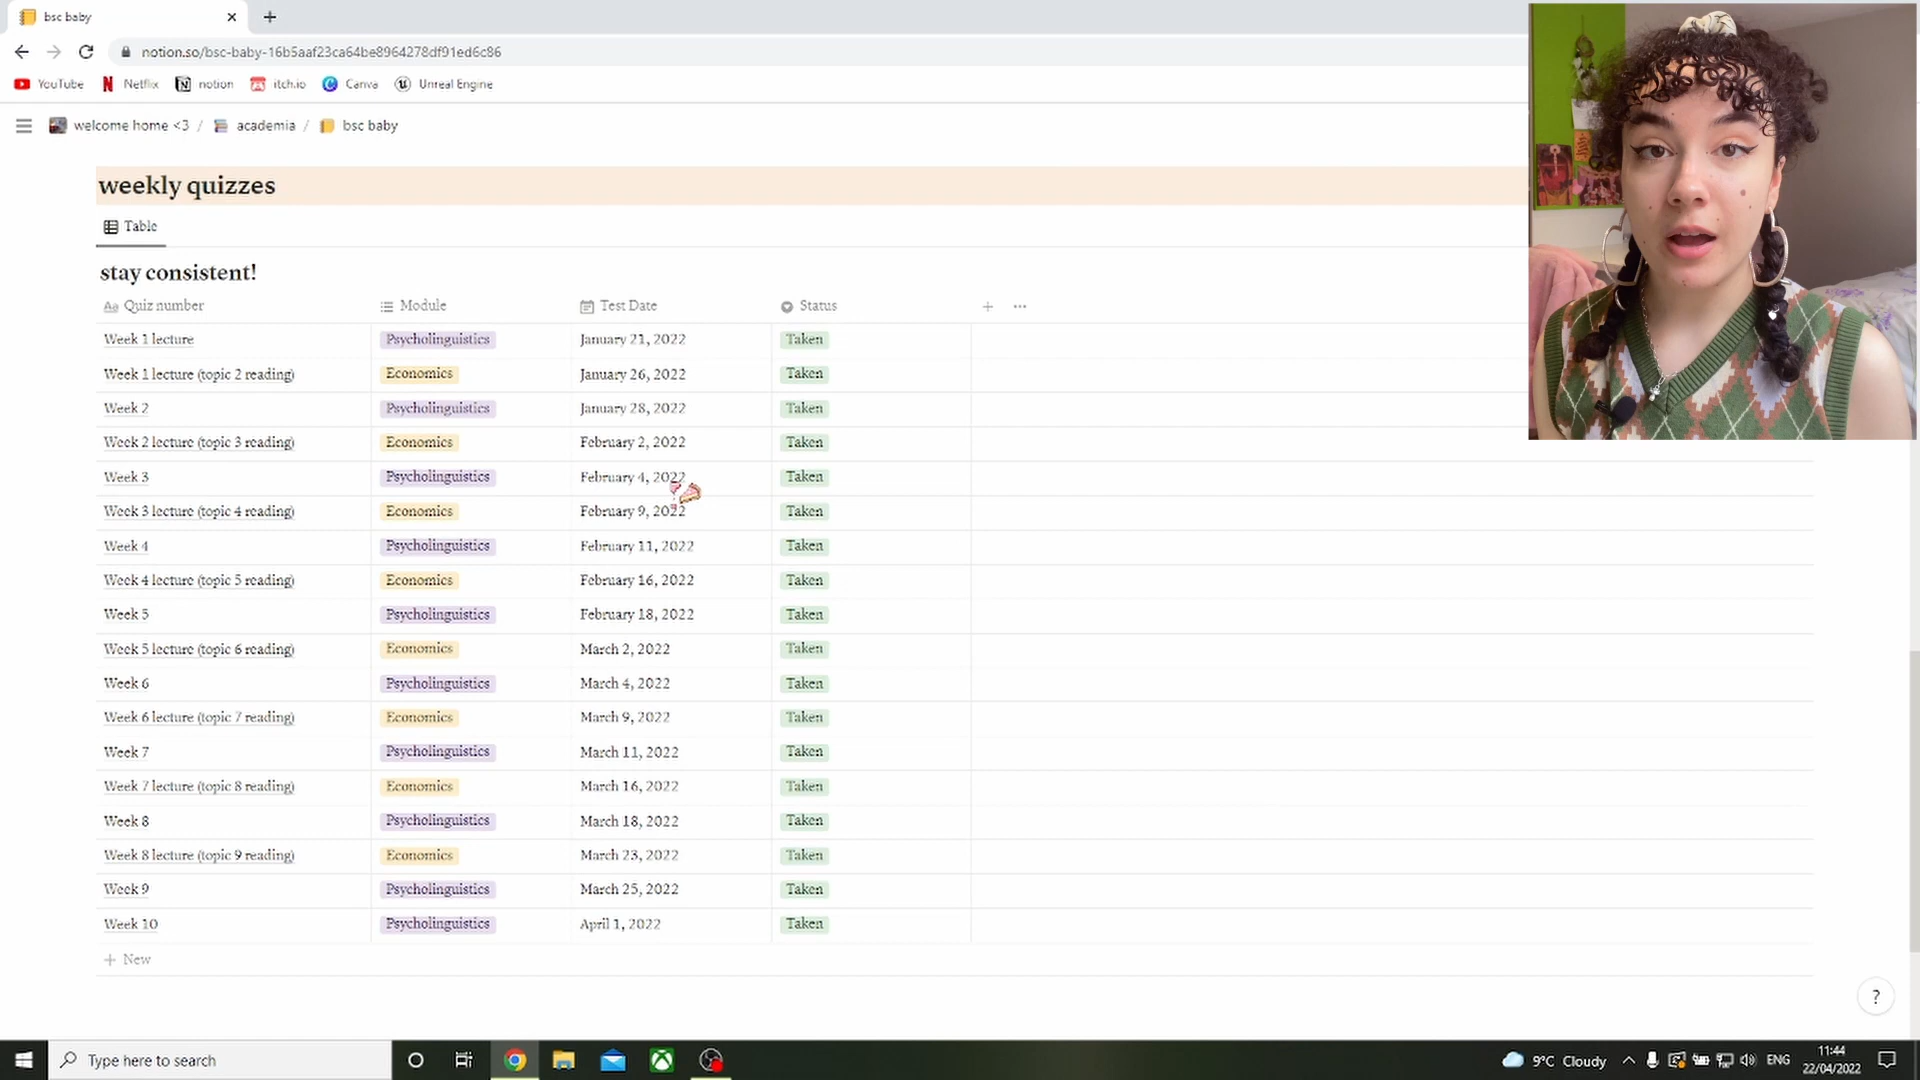 bsc baby
notion.so/bsc-baby-16b5aaf23ca64be8964278df91ed6c86
YouTube Netflix notion itch.io Canva Unreal Engine
welcome home <3 / academia / bsc baby
weekly quizzes
Table
stay consistent!
Aa Quiz number Module Test Date Status
Week 1 lecture Psycholinguistics January 21, 2022 Taken
Week 1 lecture (topic 2 reading) Economics January 26, 2022 Taken
Week 2 Psycholinguistics January 28, 2022 Taken
Week 2 lecture (topic 3 reading) Economics February 2, 2022 Taken
Week 3 Psycholinguistics February 4, 2022 Taken
Week 3 lecture (topic 4 reading) Economics February 9, 2022 Taken
Week 4 Psycholinguistics February 11, 2022 Taken
Week 4 lecture (topic 5 reading) Economics February 16, 2022 Taken
Week 5 Psycholinguistics February 18, 2022 Taken
Week 5 lecture (topic 6 reading) Economics March 2, 2022 Taken
Week 6 Psycholinguistics March 4, 2022 Taken
Week 6 lecture (topic 7 reading) Economics March 9, 2022 Taken
Week 7 Psycholinguistics March 11, 2022 Taken
Week 7 lecture (topic 8 reading) Economics March 16, 2022 Taken
Week 8 Psycholinguistics March 18, 2022 Taken
Week 8 lecture (topic 9 reading) Economics March 23, 2022 Taken
Week 9 Psycholinguistics March 25, 2022 Taken
Week 10 Psycholinguistics April 1, 2022 Taken
+ New
?
Type here to search
9°C Cloudy
ENG
11:44
22/04/2022